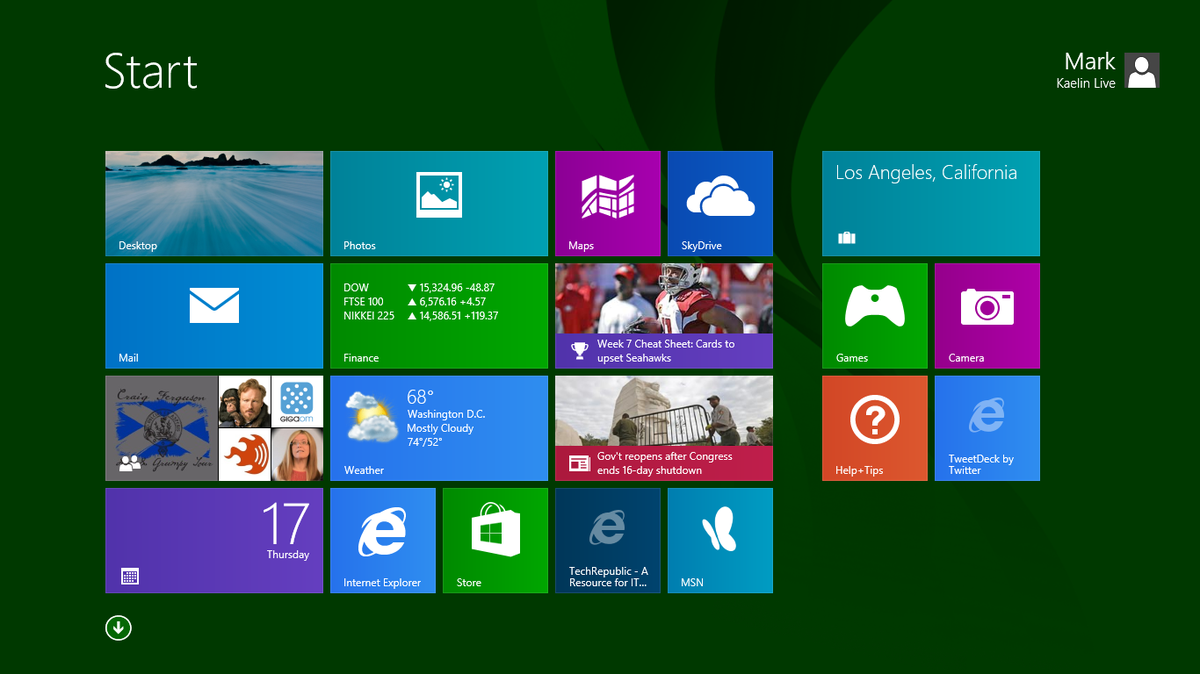 Start
Mark
Kaelin Live
Desktop
Photos
Maps
SkyDrive
Los Angeles, California
Mail
DOW ▼ 15,324.96 -48.87
FTSE 100 ▲ 6,576.16 +4.57
NIKKEI 225 ▲ 14,586.51 +119.37
Finance
Week 7 Cheat Sheet: Cards to
upset Seahawks
Games
Camera
Craig Ferguson
Grumpy Tour
GIGAOM
68°
Washington D.C.
Mostly Cloudy
74°/52°
Weather
Gov't reopens after Congress
ends 16-day shutdown
Help+Tips
TweetDeck by
Twitter
17
Thursday
Internet Explorer
Store
TechRepublic - A
Resource for IT...
MSN